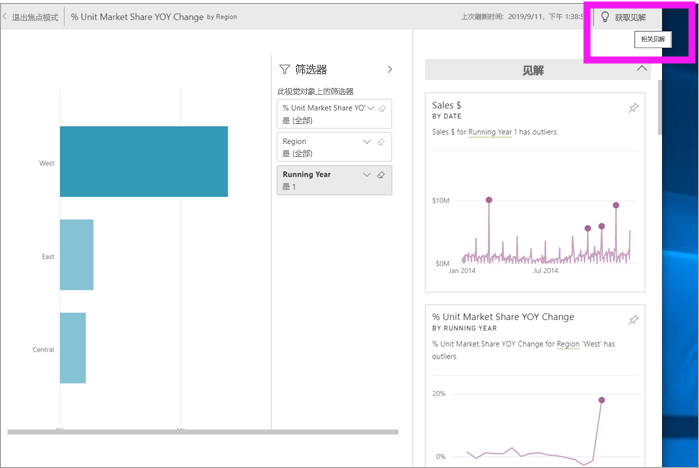 退出焦点模式
% Unit Market Share YOY Change by Region
上次刷新时间: 2019/9/11, 下午 1:38:5
获取见解
相关见解
筛选器
此视觉对象上的筛选器
% Unit Market Share YO
是 (全部)
Region
是 (全部)
Running Year
是 1
West
East
Central
见解
Sales $
BY DATE
Sales $ for Running Year 1 has outliers.
$10M
$0M
Jan 2014
Jul 2014
% Unit Market Share YOY Change
BY RUNNING YEAR
% Unit Market Share YOY Change for Region 'West' has
outliers.
20%
0%